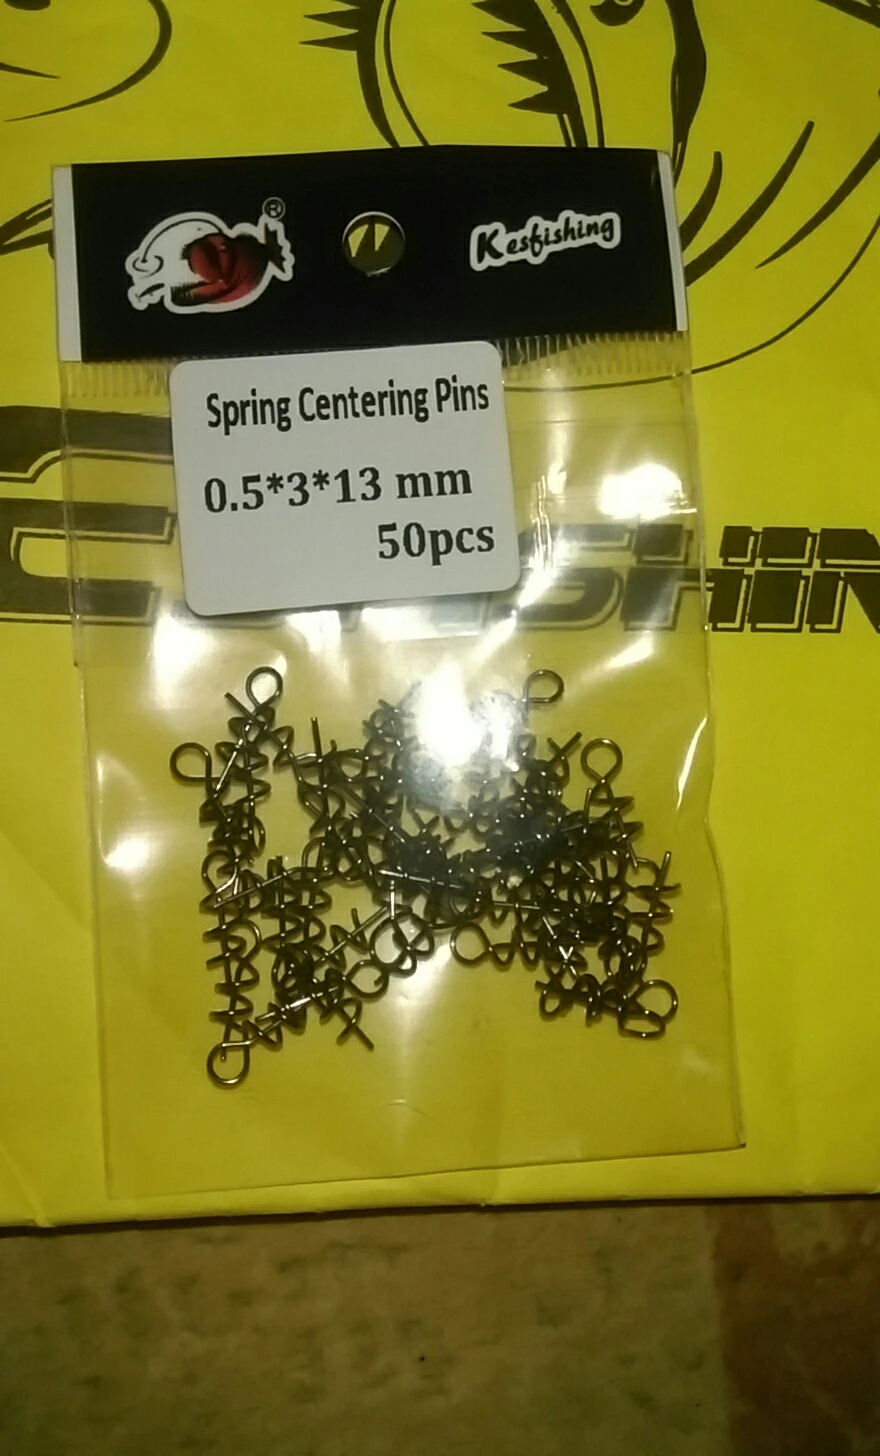 ®
Kesfishing
Spring Centering Pins
0.5*3*13 mm
50pcs